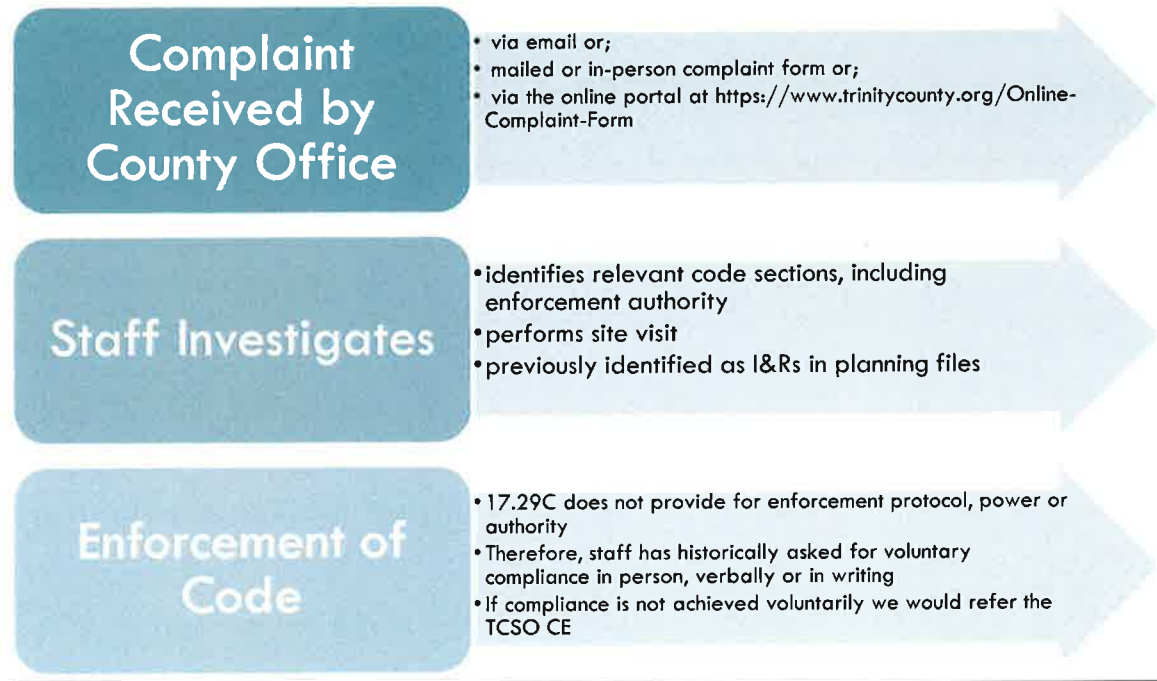 Complaint
Received by
County Office
• via email or;
• mailed or in-person complaint form or;
• via the online portal at https://www.trinitycounty.org/Online-
Complaint-Form
Staff Investigates
•identifies relevant code sections, including
enforcement authority
•performs site visit
•previously identified as I&Rs in planning files
Enforcement of
Code
• 17.29C does not provide for enforcement protocol, power or
authority
•Therefore, staff has historically asked for voluntary
compliance in person, verbally or in writing
•If compliance is not achieved voluntarily we would refer the
TCSO CE